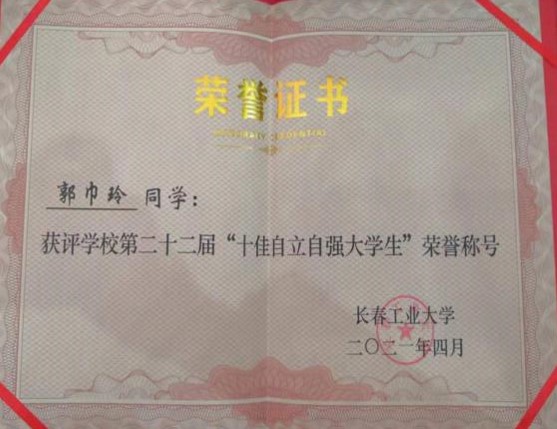 荣誉证书
HONORARY CREDENTIAL
郭巾玲 同学：
获评学校第二十二届“十佳自立自强大学生”荣誉称号
长春工业大学
二〇二一年四月